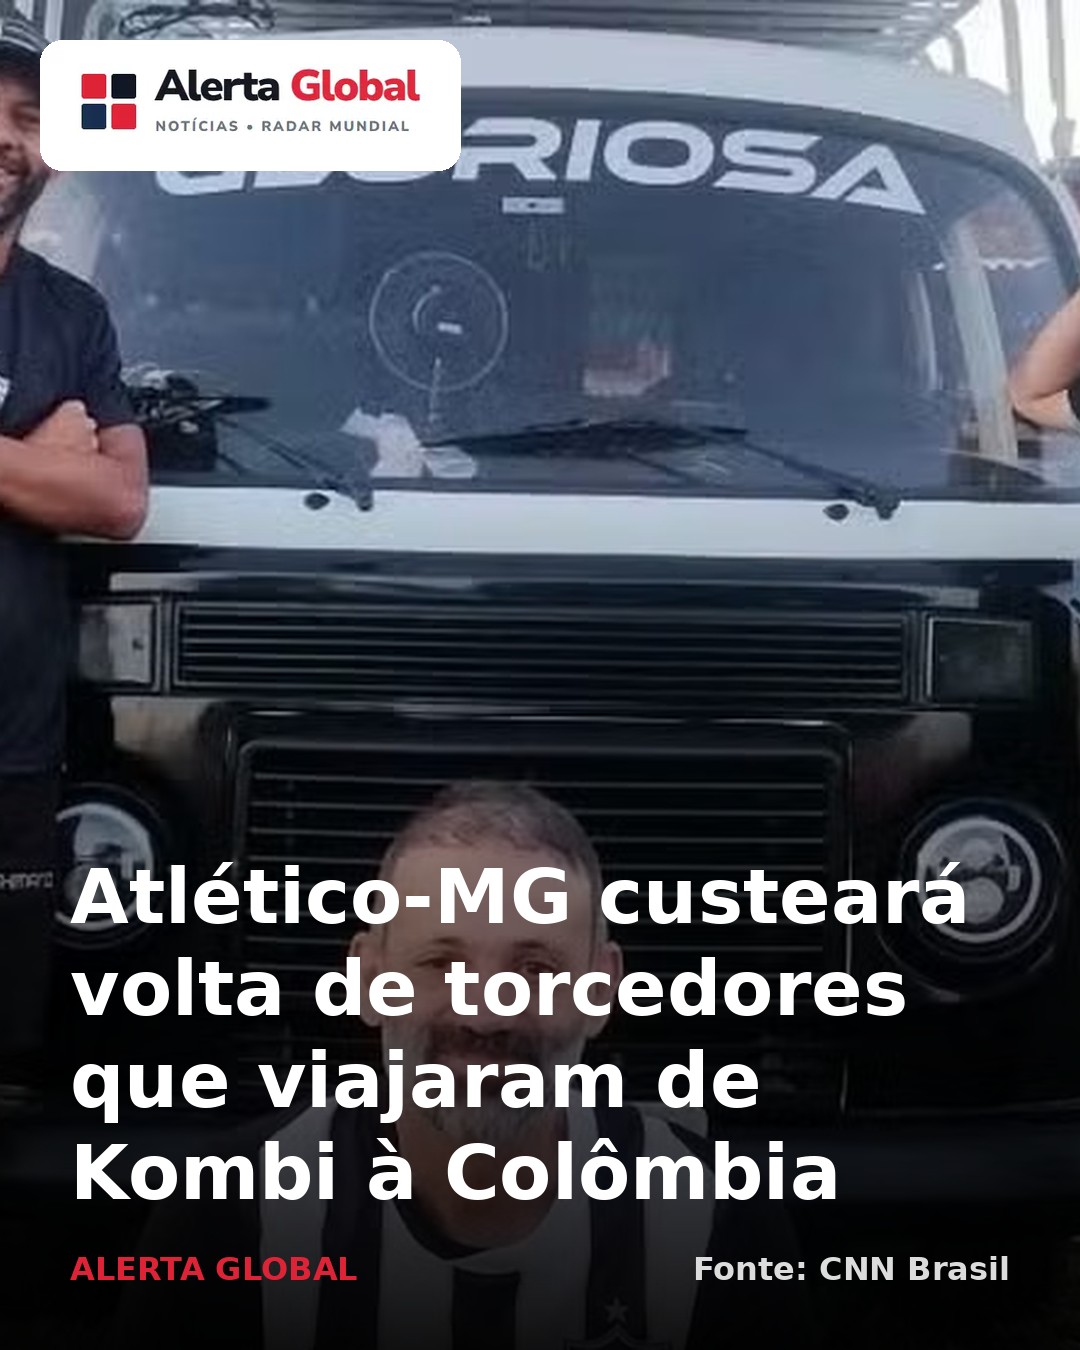 Alerta Global
NOTÍCIAS • RADAR MUNDIAL
GLORIOSA
Atlético-MG custeará
volta de torcedores
que viajaram de
Kombi à Colômbia
ALERTA GLOBAL
Fonte: CNN Brasil